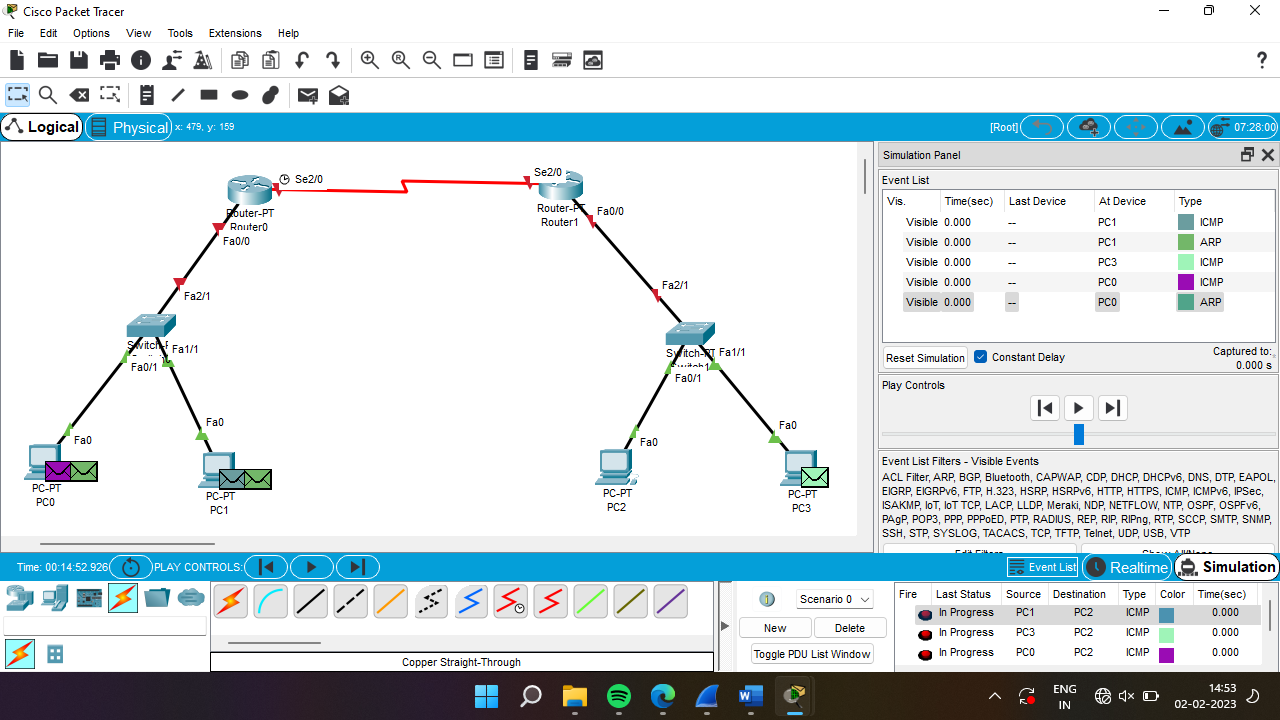 Cisco Packet Tracer
File Edit Options View Tools Extensions Help
Logical Physical x: 479, y: 159 [Root] 07:28:00
Simulation Panel
Event List
Vis. Time(sec) Last Device At Device Type
Visible 0.000 -- PC1 ICMP
Visible 0.000 -- PC1 ARP
Visible 0.000 -- PC3 ICMP
Visible 0.000 -- PC0 ICMP
Visible 0.000 -- PC0 ARP
Reset Simulation Constant Delay Captured to:
0.000 s
Play Controls
Event List Filters - Visible Events
ACL Filter, ARP, BGP, Bluetooth, CAPWAP, CDP, DHCP, DHCPv6, DNS, DTP, EAPOL,
EIGRP, EIGRPv6, FTP, H.323, HSRP, HSRPv6, HTTP, HTTPS, ICMP, ICMPv6, IPSec,
ISAKMP, IoT, IoT TCP, LACP, LLDP, Meraki, NDP, NETFLOW, NTP, OSPF, OSPFv6,
PAgP, POP3, PPP, PPPoED, PTP, RADIUS, REP, RIP, RIPng, RTP, SCCP, SMTP, SNMP,
SSH, STP, SYSLOG, TACACS, TCP, TFTP, Telnet, UDP, USB, VTP
Edit Filters Show All/None
Se2/0
Router-PT
Router0
Fa0/0
Fa2/1
Fa1/1
Fa0/1
Fa0
PC-PT
PC0
Fa0
PC-PT
PC1
Se2/0
Router-PT
Router1
Fa0/0
Fa2/1
Switch-PT
Switch1
Fa1/1
Fa0/1
Fa0
PC-PT
PC2
Fa0
PC-PT
PC3
Time: 00:14:52.926 PLAY CONTROLS: Event List Realtime Simulation
Copper Straight-Through
Scenario 0
New Delete
Toggle PDU List Window
Fire Last Status Source Destination Type Color Time(sec)
In Progress PC1 PC2 ICMP 0.000
In Progress PC3 PC2 ICMP 0.000
In Progress PC0 PC2 ICMP 0.000
ENG
IN
14:53
02-02-2023